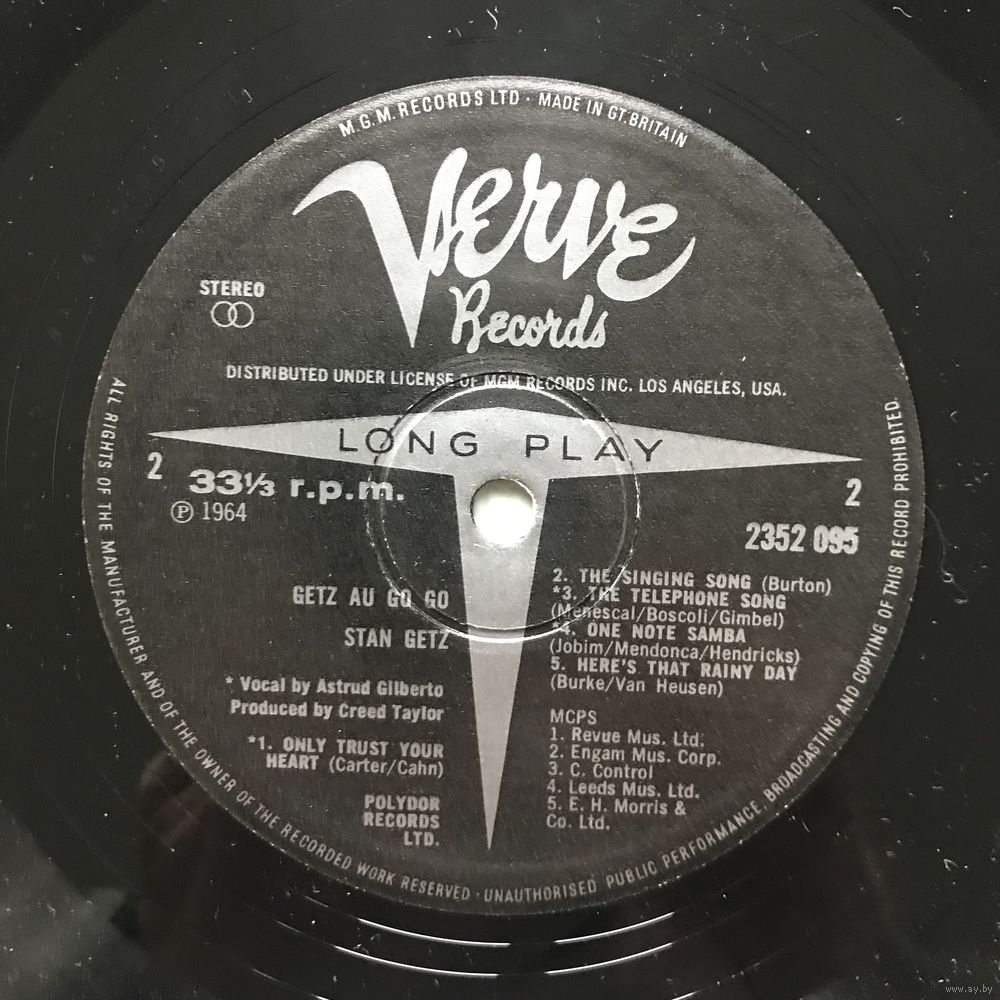 M.G.M. RECORDS LTD · MADE IN GT. BRITAIN
Verve
Records
STEREO
DISTRIBUTED UNDER LICENSE OF MGM RECORDS INC. LOS ANGELES, USA.
LONG PLAY
2
33⅓ r.p.m.
℗ 1964
2
2352 095
GETZ AU GO GO
STAN GETZ
* Vocal by Astrud Gilberto
Produced by Creed Taylor
*1. ONLY TRUST YOUR
HEART (Carter/Cahn)
POLYDOR
RECORDS
LTD.
2. THE SINGING SONG (Burton)
*3. THE TELEPHONE SONG
(Menescal/Boscoli/Gimbel)
*4. ONE NOTE SAMBA
(Jobim/Mendonca/Hendricks)
5. HERE'S THAT RAINY DAY
(Burke/Van Heusen)
MCPS
1. Revue Mus. Ltd.
2. Engam Mus. Corp.
3. C. Control
4. Leeds Mus. Ltd.
5. E. H. Morris &
Co. Ltd.
ALL RIGHTS OF THE MANUFACTURER AND OF THE OWNER OF THE RECORDED WORK RESERVED · UNAUTHORISED PUBLIC PERFORMANCE, BROADCASTING AND COPYING OF THIS RECORD PROHIBITED.
www.ay.by